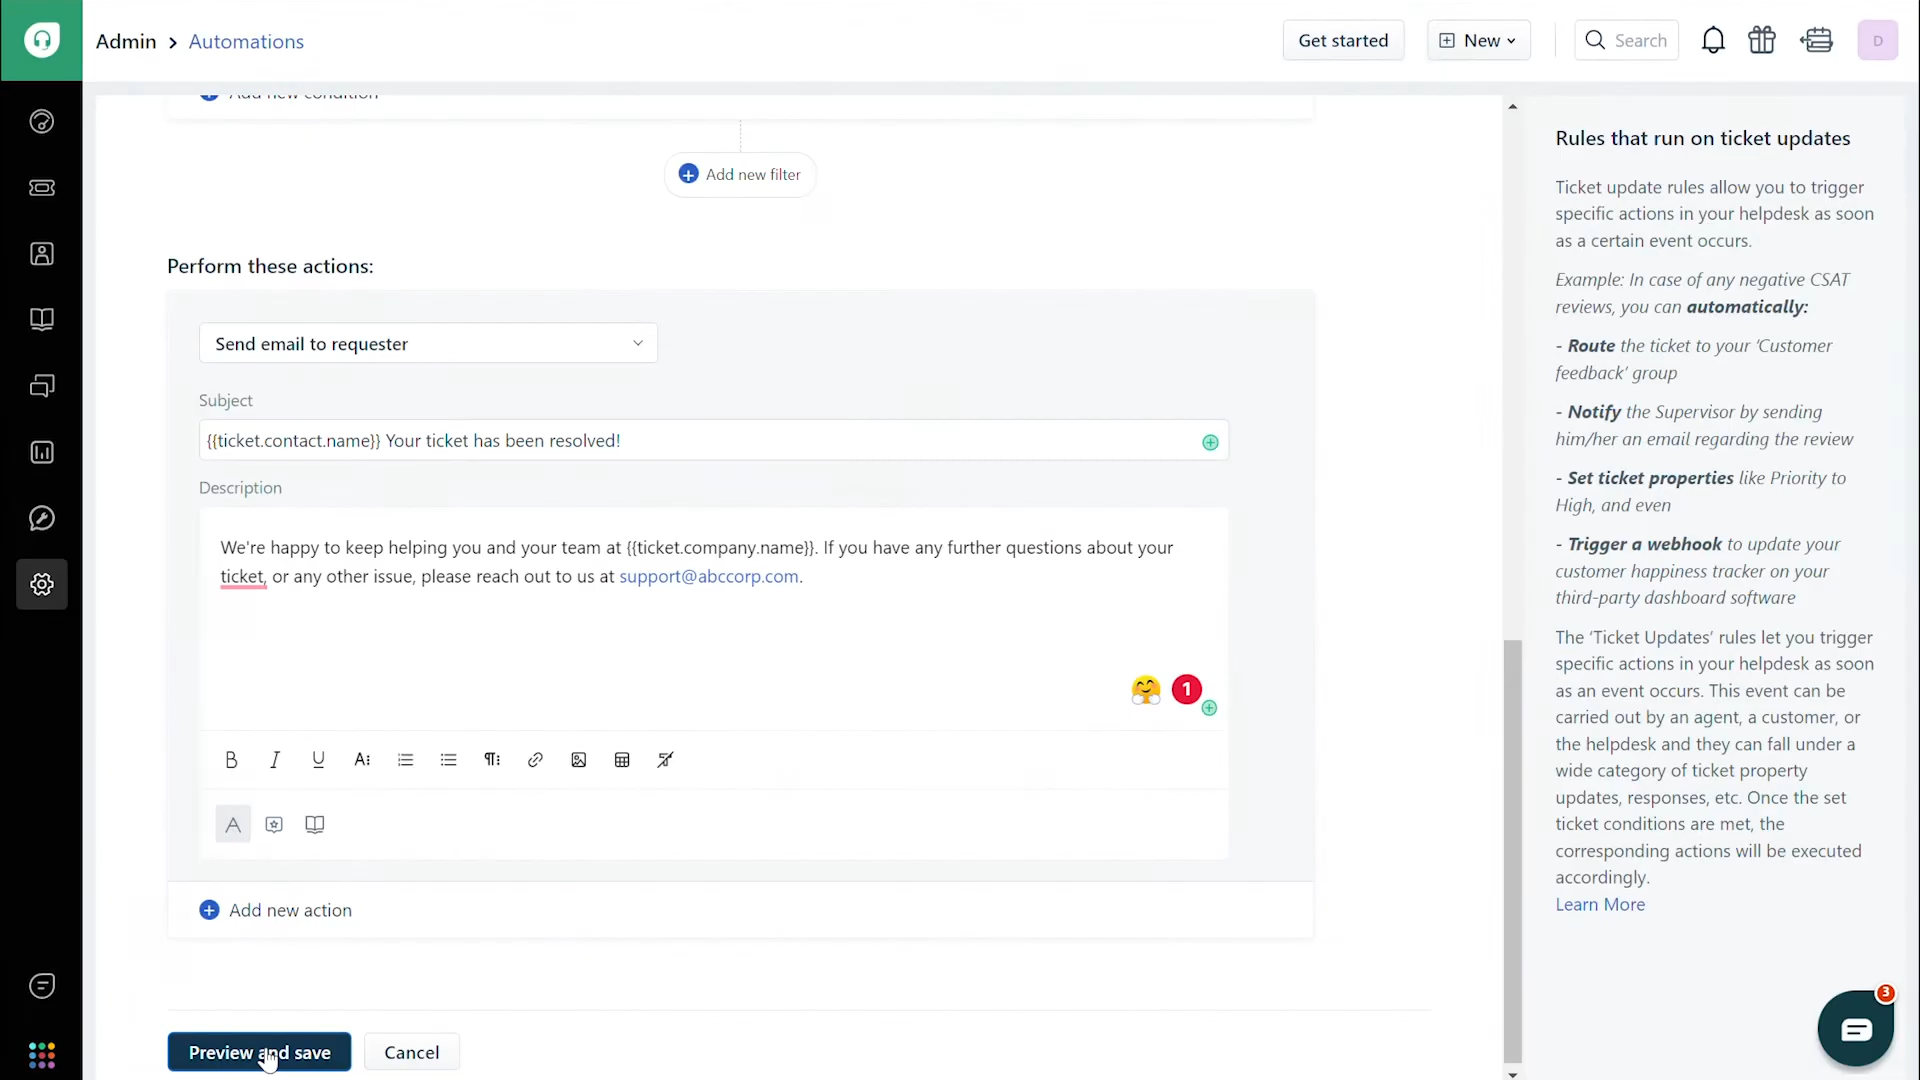 Admin > Automations
Get started
New
Search
D
Add new condition
Add new filter
Perform these actions:
Send email to requester
Subject
{{ticket.contact.name}} Your ticket has been resolved!
Description
We're happy to keep helping you and your team at {{ticket.company.name}}. If you have any further questions about your
ticket, or any other issue, please reach out to us at support@abccorp.com.
1
B I U A
A
Add new action
Preview and save
Cancel
Rules that run on ticket updates
Ticket update rules allow you to trigger
specific actions in your helpdesk as soon
as a certain event occurs.
Example: In case of any negative CSAT
reviews, you can automatically:
- Route the ticket to your ‘Customer
feedback’ group
- Notify the Supervisor by sending
him/her an email regarding the review
- Set ticket properties like Priority to
High, and even
- Trigger a webhook to update your
customer happiness tracker on your
third-party dashboard software
The ‘Ticket Updates’ rules let you trigger
specific actions in your helpdesk as soon
as an event occurs. This event can be
carried out by an agent, a customer, or
the helpdesk and they can fall under a
wide category of ticket property
updates, responses, etc. Once the set
ticket conditions are met, the
corresponding actions will be executed
accordingly.
Learn More
3